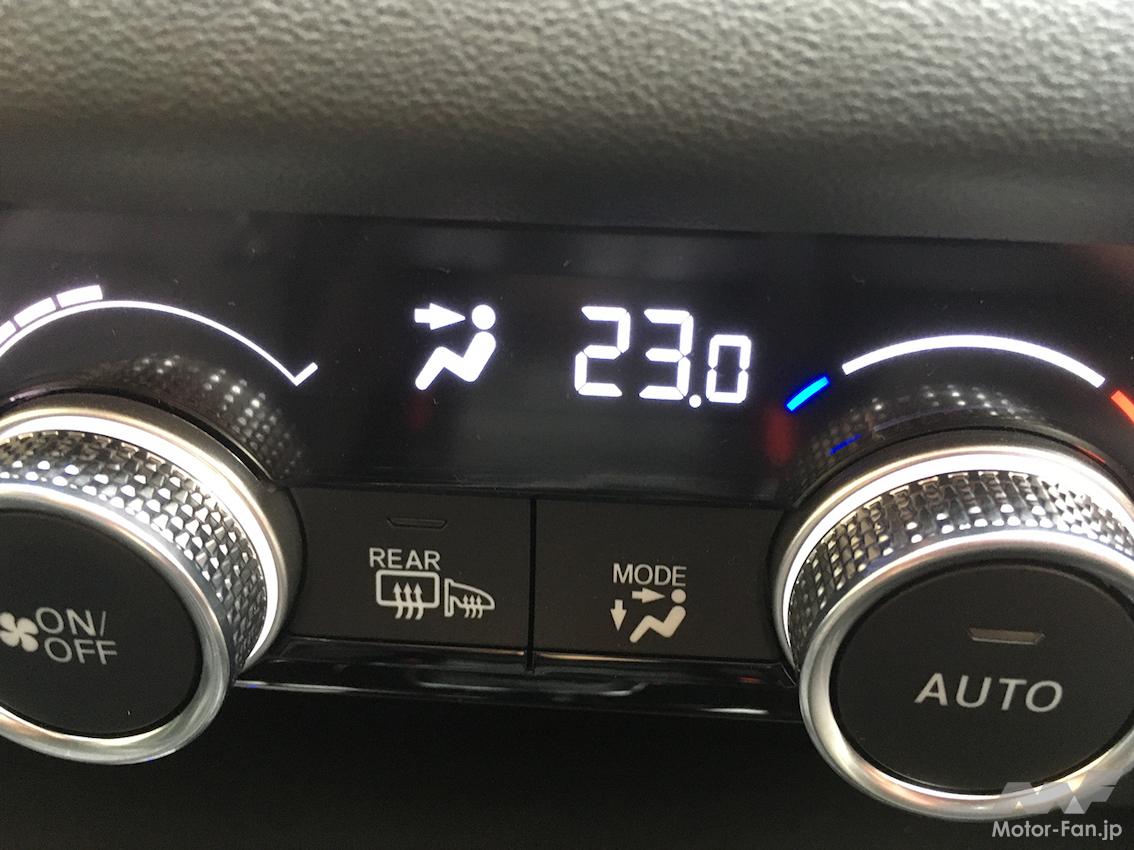 23.0
REAR
MODE
ON/
OFF
AUTO
Motor-Fan.jp